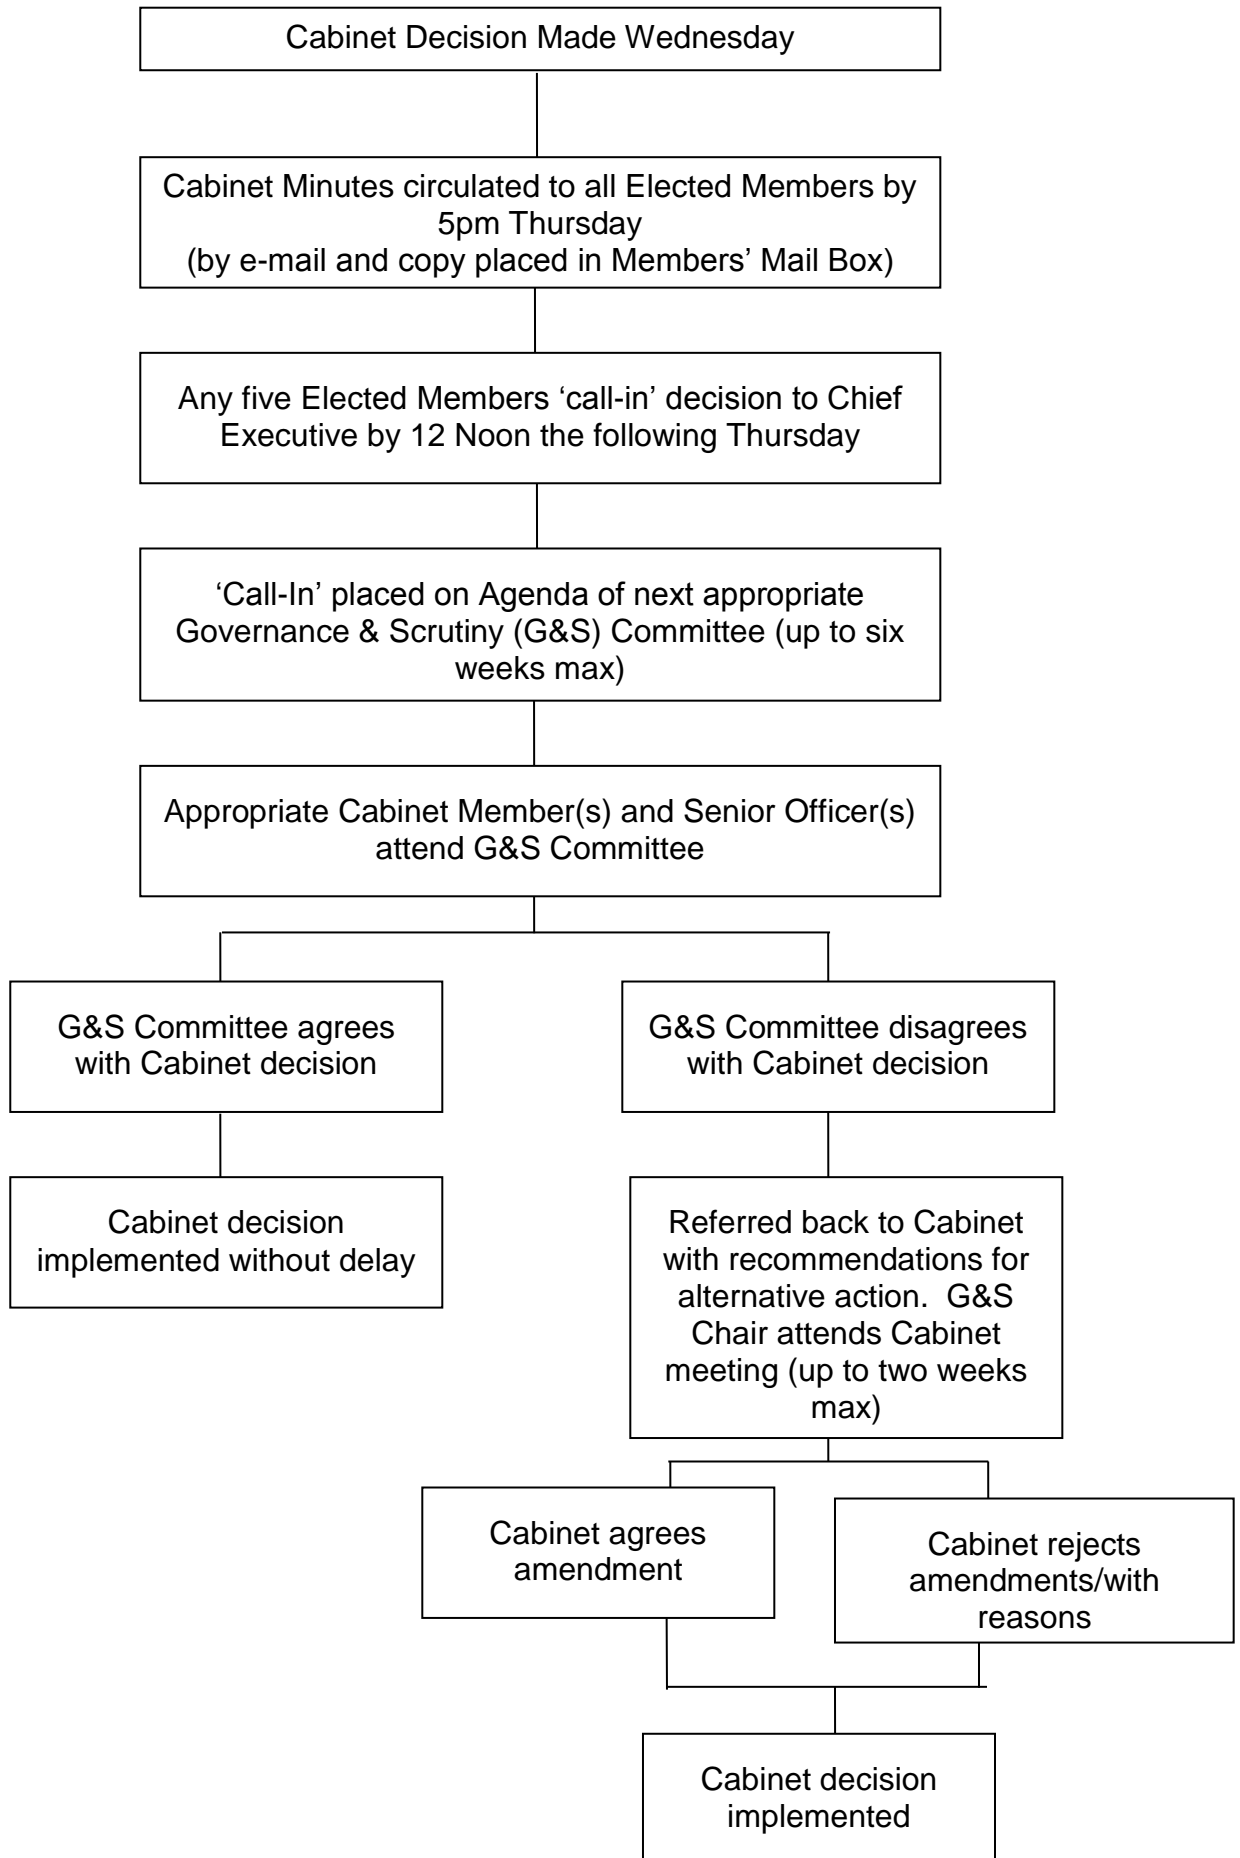 Cabinet Decision Made Wednesday
Cabinet Minutes circulated to all Elected Members by
5pm Thursday
(by e-mail and copy placed in Members’ Mail Box)
Any five Elected Members ‘call-in’ decision to Chief
Executive by 12 Noon the following Thursday
‘Call-In’ placed on Agenda of next appropriate
Governance & Scrutiny (G&S) Committee (up to six
weeks max)
Appropriate Cabinet Member(s) and Senior Officer(s)
attend G&S Committee
G&S Committee agrees
with Cabinet decision
G&S Committee disagrees
with Cabinet decision
Cabinet decision
implemented without delay
Referred back to Cabinet
with recommendations for
alternative action.  G&S
Chair attends Cabinet
meeting (up to two weeks
max)
Cabinet agrees
amendment
Cabinet rejects
amendments/with
reasons
Cabinet decision
implemented